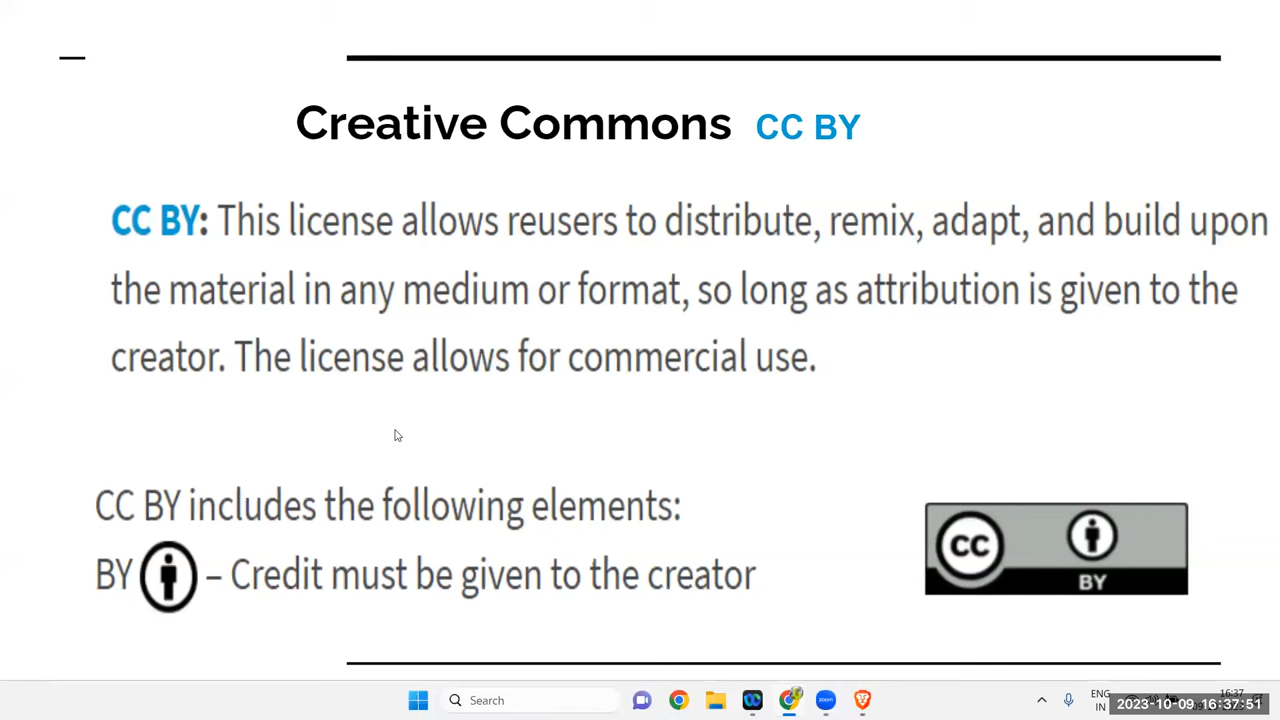 Creative Commons CC BY
CC BY: This license allows reusers to distribute, remix, adapt, and build upon
the material in any medium or format, so long as attribution is given to the
creator. The license allows for commercial use.
CC BY includes the following elements:
BY – Credit must be given to the creator
CC
BY
Search
ENG
IN
16:37
2023-10-09 16:37:51